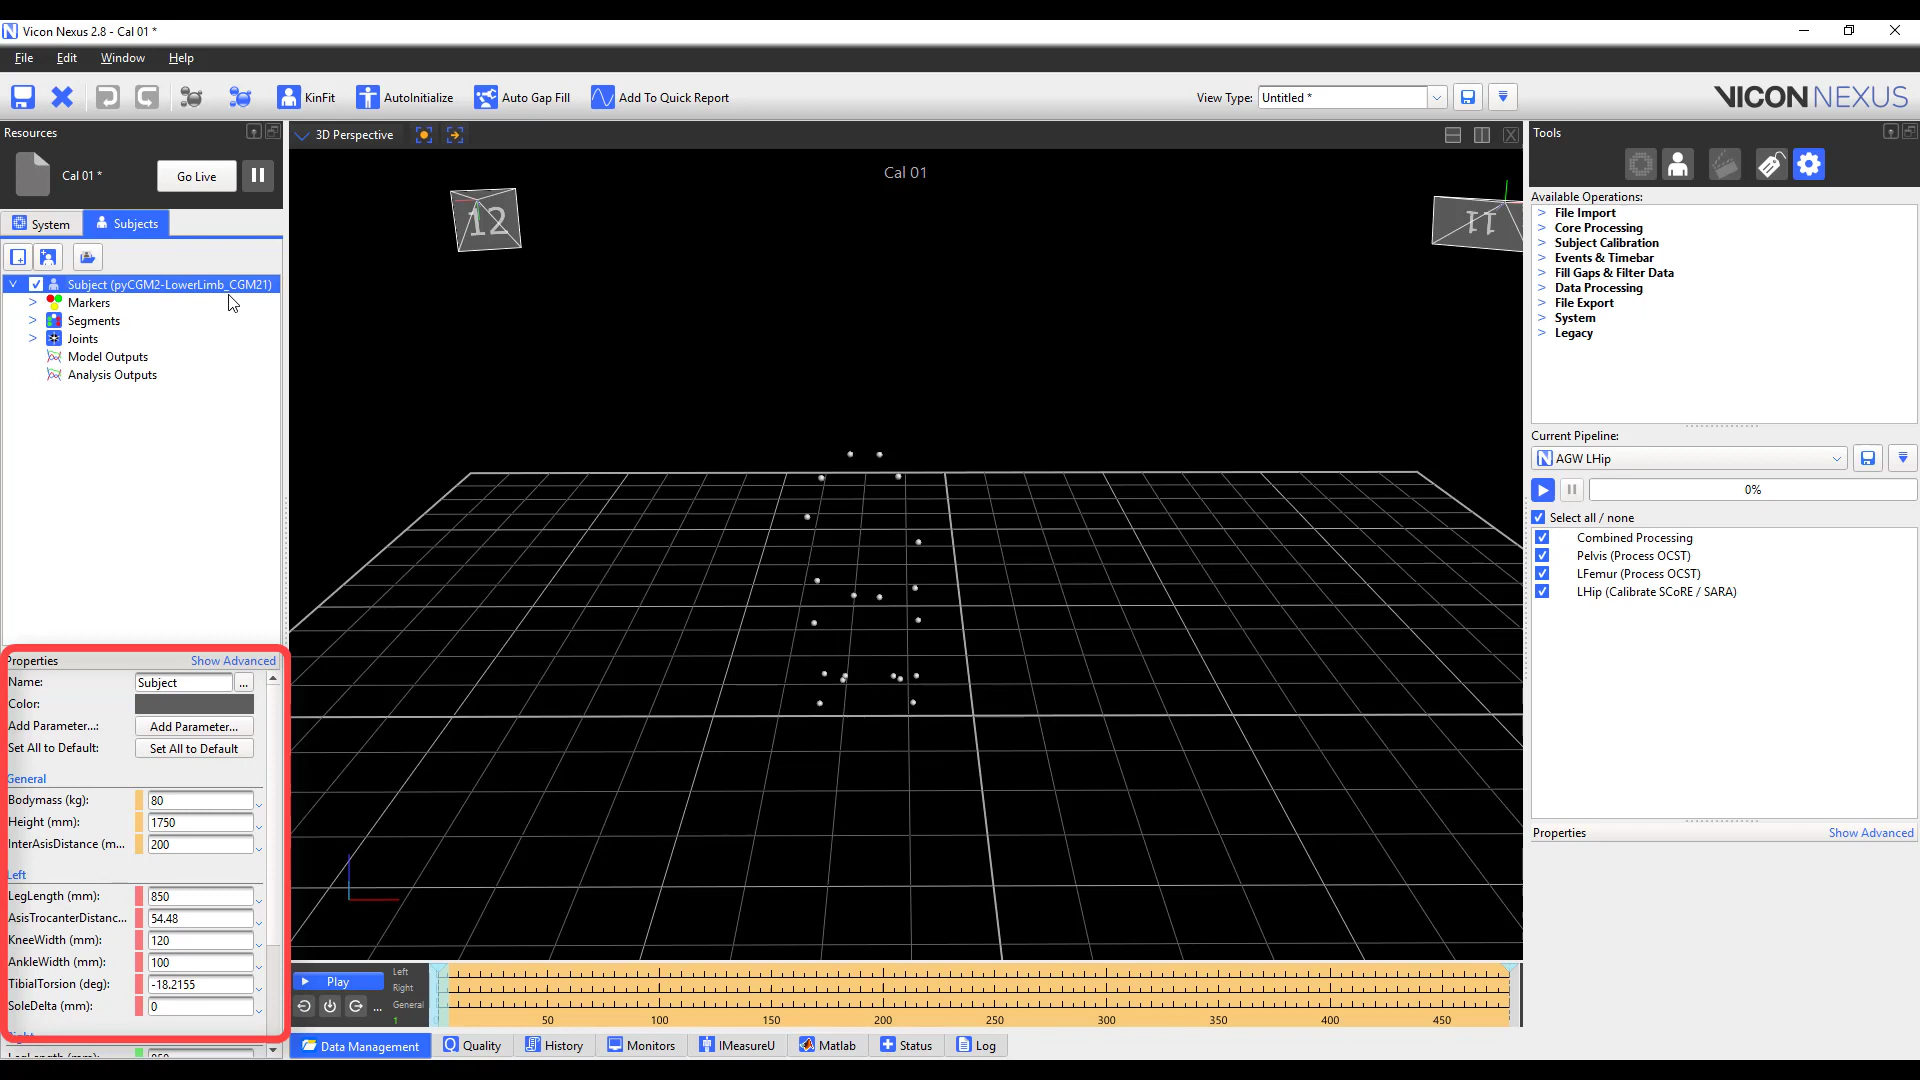 Vicon Nexus 2.8 - Cal 01 *
File Edit Window Help
KinFit AutoInitialize Auto Gap Fill Add To Quick Report View Type: Untitled * VICON NEXUS
Resources
Cal 01 * Go Live
System Subjects
Subject (pyCGM2-LowerLimb_CGM21)
Markers
Segments
Joints
Model Outputs
Analysis Outputs
Properties Show Advanced
Name: Subject ...
Color:
Add Parameter...: Add Parameter...
Set All to Default: Set All to Default
General
Bodymass (kg): 80
Height (mm): 1750
InterAsisDistance (m... 200
Left
LegLength (mm): 850
AsisTrocanterDistanc... 54.48
KneeWidth (mm): 120
AnkleWidth (mm): 100
TibialTorsion (deg): -18.2155
SoleDelta (mm): 0
Right
LegLength (mm): 850
3D Perspective
Cal 01
12
11
Play
...
Left
Right
General
1
50 100 150 200 250 300 350 400 450
Data Management Quality History Monitors IMeasureU Matlab Status Log
Tools
Available Operations:
> File Import
> Core Processing
> Subject Calibration
> Events & Timebar
> Fill Gaps & Filter Data
> Data Processing
> File Export
> System
> Legacy
Current Pipeline:
AGW LHip
0%
Select all / none
Combined Processing
Pelvis (Process OCST)
LFemur (Process OCST)
LHip (Calibrate SCoRE / SARA)
Properties Show Advanced